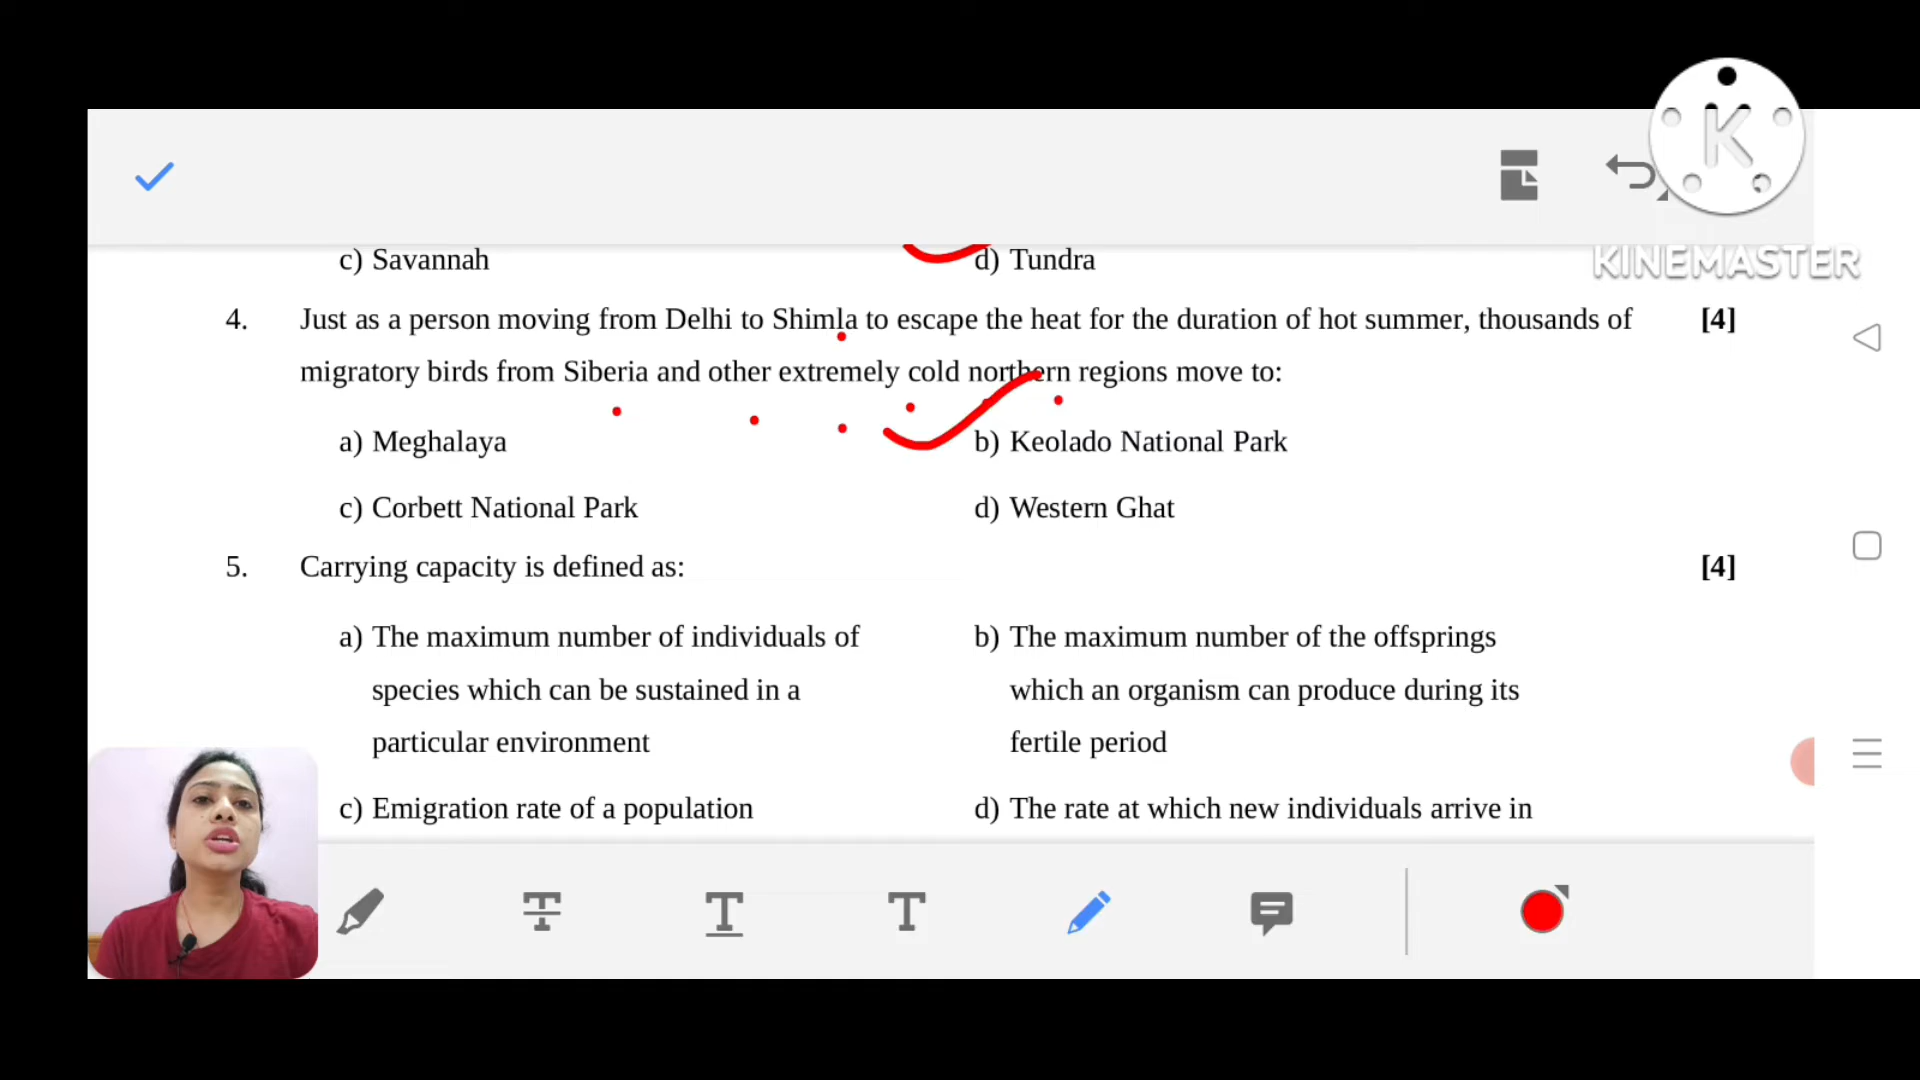 KINEMASTER
c) Savannah d) Tundra
4. Just as a person moving from Delhi to Shimla to escape the heat for the duration of hot summer, thousands of [4]
migratory birds from Siberia and other extremely cold northern regions move to:
a) Meghalaya b) Keolado National Park
c) Corbett National Park d) Western Ghat
5. Carrying capacity is defined as: [4]
a) The maximum number of individuals of b) The maximum number of the offsprings
species which can be sustained in a which an organism can produce during its
particular environment fertile period
c) Emigration rate of a population d) The rate at which new individuals arrive in